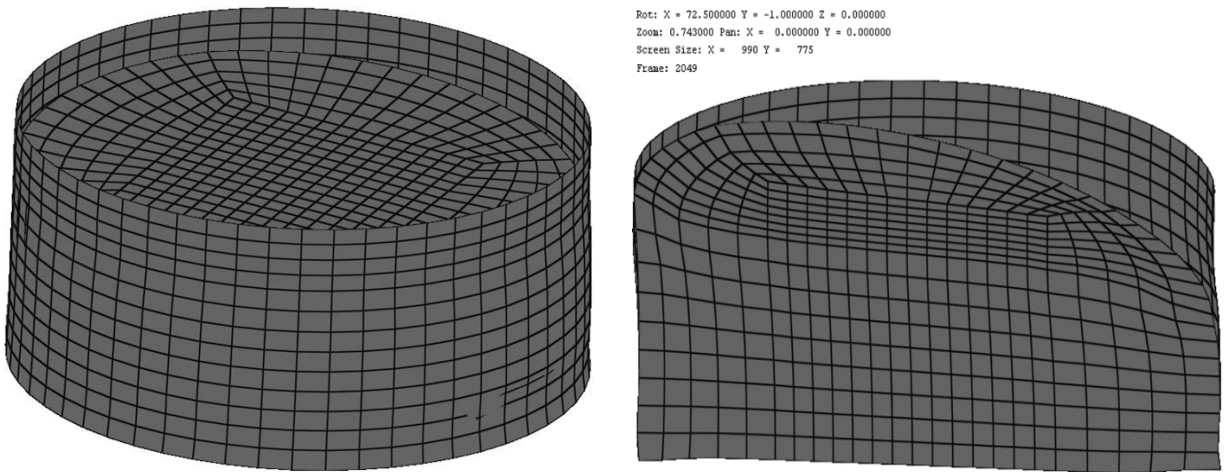 Rot: X = 72.500000 Y = -1.000000 Z = 0.000000
Zoom: 0.743000 Pan: X =  0.000000 Y = 0.000000
Screen Size: X =   990 Y =   775
Frame: 2049